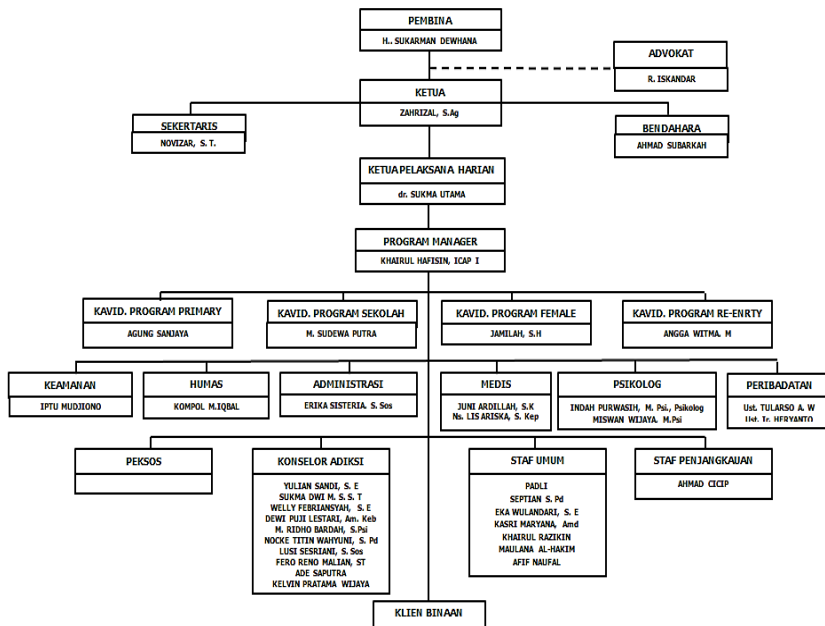 PEMBINA
H.. SUKARMAN DEWHANA
ADVOKAT
R. ISKANDAR
KETUA
ZAHRIZAL, S.Ag
SEKERTARIS
NOVIZAR, S. T.
BENDAHARA
AHMAD SUBARKAH
KETUA PELAKSANA HARIAN
dr. SUKMA UTAMA
PROGRAM MANAGER
KHAIRUL HAFISIN, ICAP I
KAVID. PROGRAM PRIMARY
AGUNG SANJAYA
KAVID. PROGRAM SEKOLAH
M. SUDEWA PUTRA
KAVID. PROGRAM FEMALE
JAMILAH, S.H
KAVID. PROGRAM RE-ENRTY
ANGGA WITMA. M
KEAMANAN
IPTU MUDJIONO
HUMAS
KOMPOL M.IQBAL
ADMINISTRASI
ERIKA SISTERIA. S. Sos
MEDIS
JUNI ARDILLAH, S.K
Ns. LIS ARISKA, S. Kep
PSIKOLOG
INDAH PURWASIH, M. Psi., Psikolog
MISWAN WIJAYA. M.Psi
PERIBADATAN
Ust. TULARSO A. W
Ust. Ir. HERYANTO
PEKSOS
KONSELOR ADIKSI
YULIAN SANDI, S. E
SUKMA DWI M. S. S. T
WELLY FEBRIANSYAH, S. E
DEWI PUJI LESTARI, Am. Keb
M. RIDHO BARDAH, S.Psi
NOCKE TITIN WAHYUNI, S. Pd
LUSI SESRIANI, S. Sos
FERO RENO MALIAN, ST
ADE SAPUTRA
KELVIN PRATAMA WIJAYA
STAF UMUM
PADLI
SEPTIAN S. Pd
EKA WULANDARI, S. E
KASRI MARYANA, Amd
KHAIRUL RAZIKIN
MAULANA AL-HAKIM
AFIF NAUFAL
STAF PENJANGKAUAN
AHMAD CICIP
KLIEN BINAAN